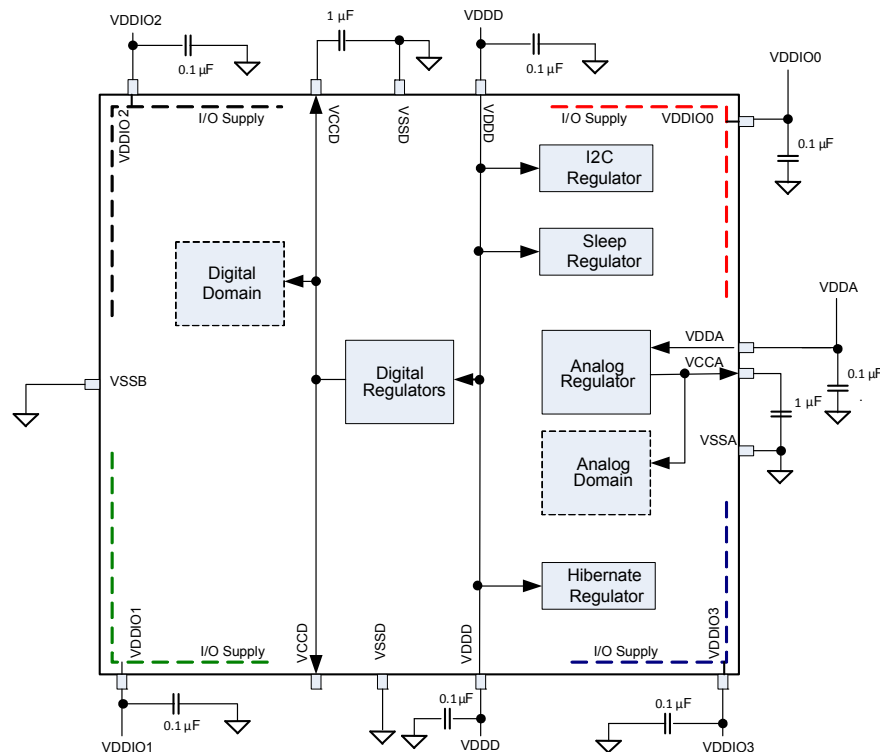 VDDIO2
0.1 µF
1 µF
VDDD
0.1 µF
VDDIO0
0.1 µF
VDDIO2
I/O Supply
VCCD
VSSD
VDDD
I/O Supply
VDDIO0
I2C
Regulator
Sleep
Regulator
Digital
Domain
VDDA
VDDA
Analog
Regulator
VCCA
0.1 µF
.
1 µF
Digital
Regulators
VSSB
VSSA
Analog
Domain
Hibernate
Regulator
VDDIO1
I/O Supply
VCCD
VSSD
VDDD
I/O Supply
VDDIO3
0.1 µF
VDDIO1
0.1 µF
VDDD
0.1 µF
VDDIO3